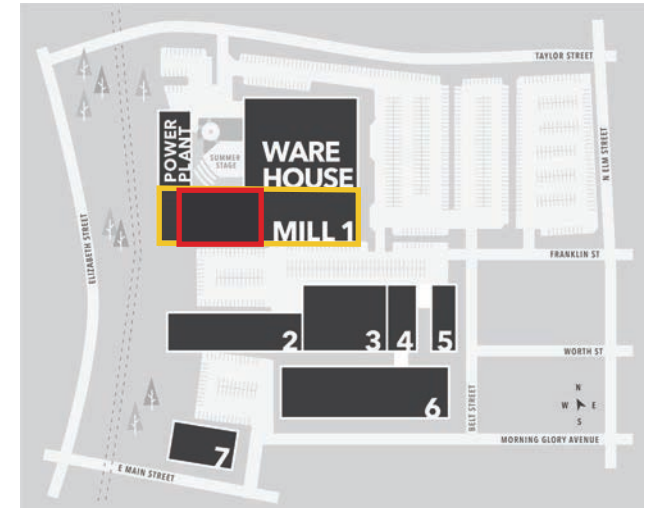 TAYLOR STREET
N ELM STREET
POWER
PLANT
SUMMER
STAGE
WARE
HOUSE
MILL 1
ELIZABETH STREET
FRANKLIN ST
2
3
4
5
WORTH ST
BELT STREET
N
W E
S
6
MORNING GLORY AVENUE
7
E MAIN STREET